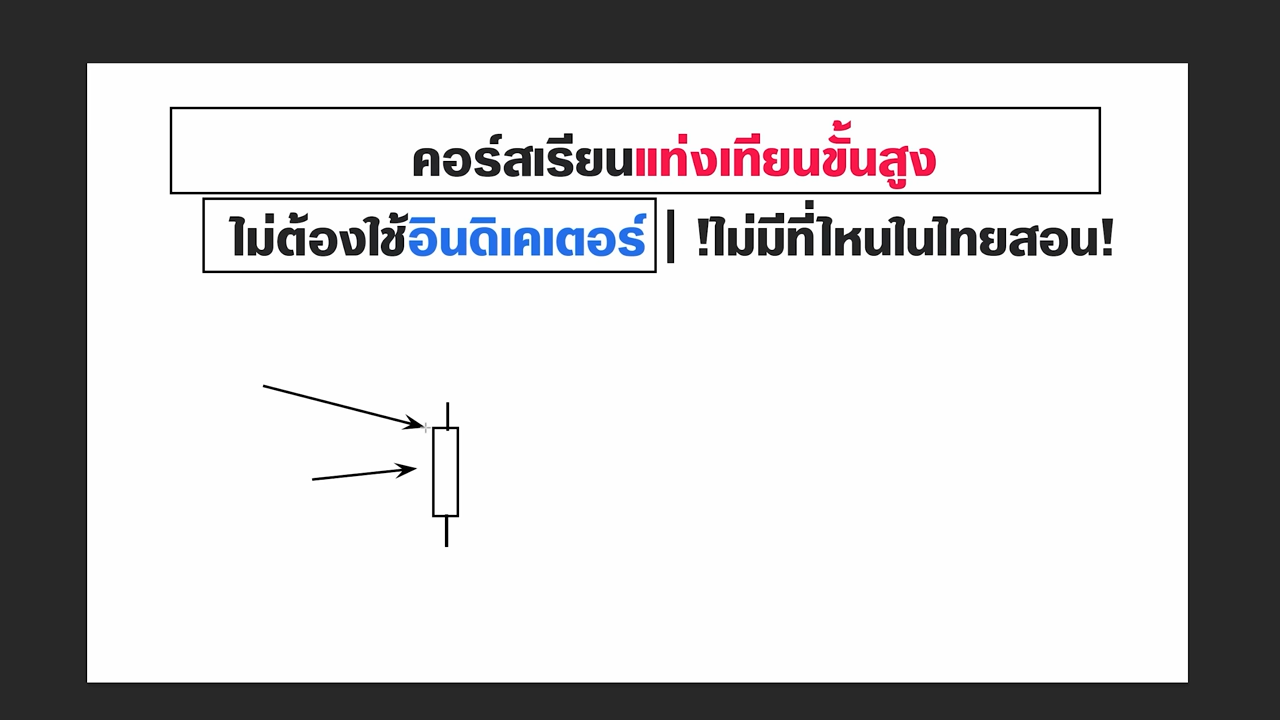 คอร์สเรียนแท่งเทียนขั้นสูง
ไม่ต้องใช้อินดิเคเตอร์ | !ไม่มีที่ไหนในไทยสอน!